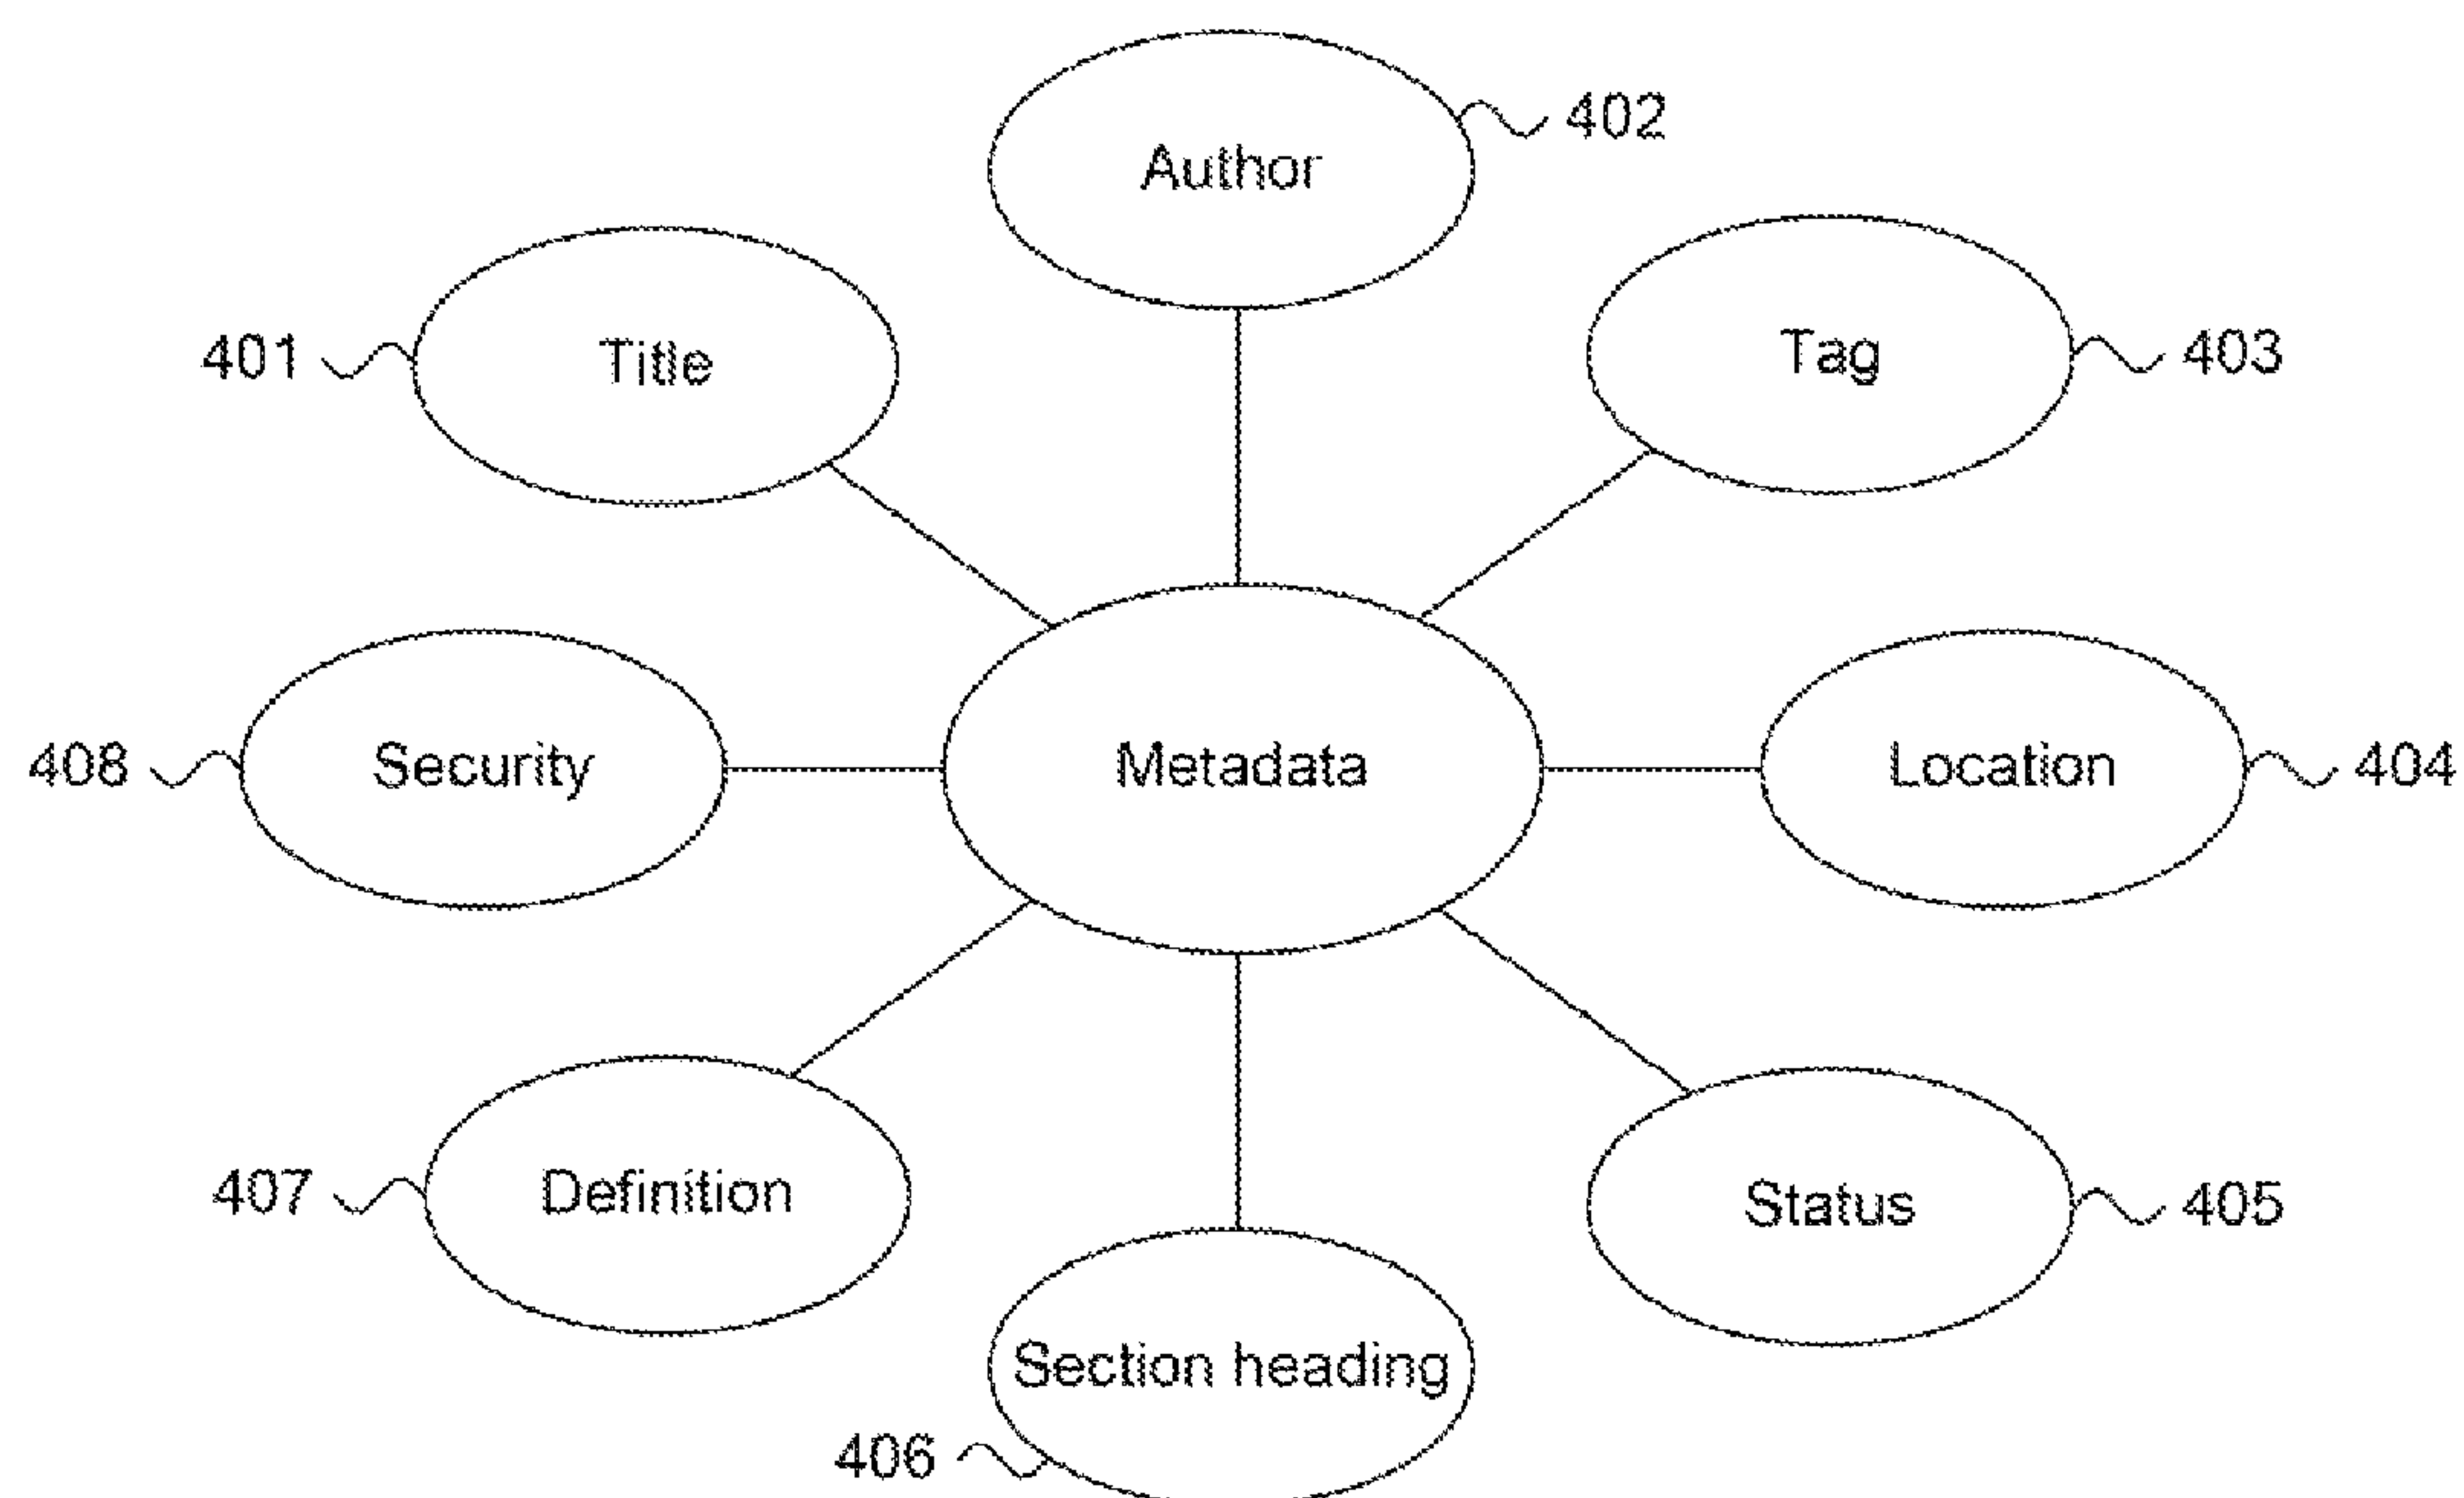 402
Author
401
Title
Tag
403
408
Security
Metadata
Location
404
407
Definition
Status
405
Section heading
406